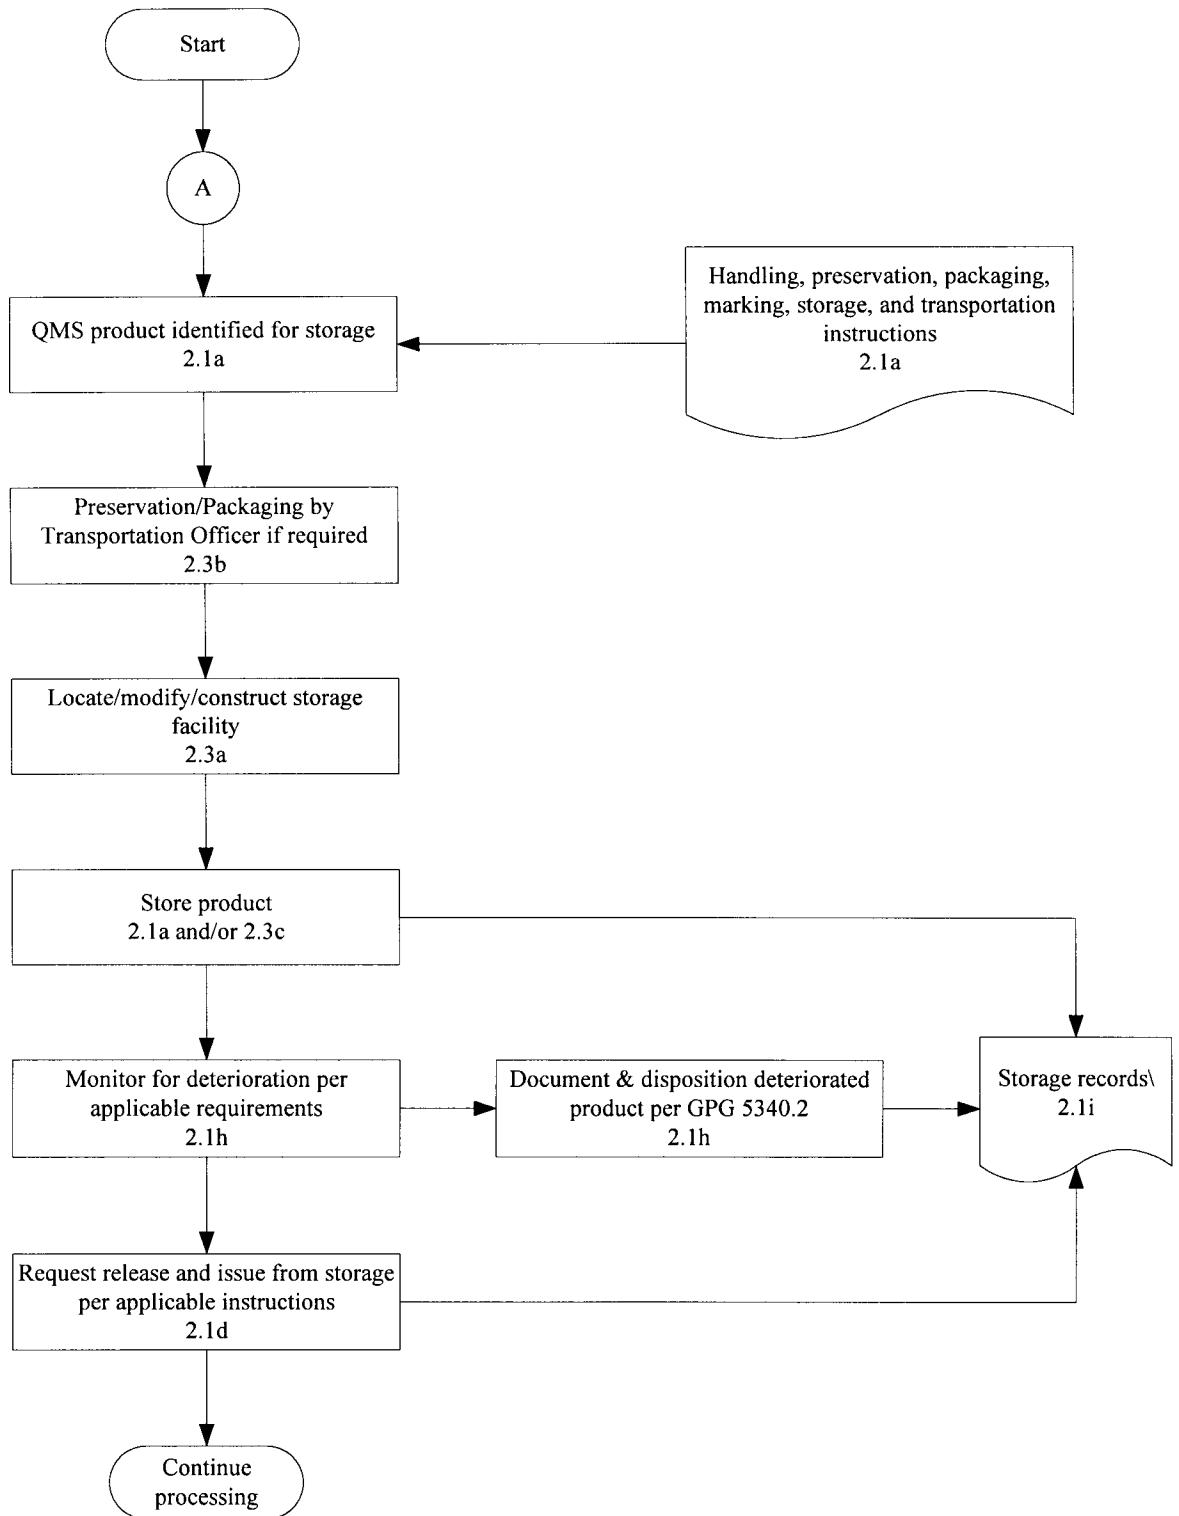 Start
A
QMS product identified for storage
2.1a
Handling, preservation, packaging,
marking, storage, and transportation
instructions
2.1a
Preservation/Packaging by
Transportation Officer if required
2.3b
Locate/modify/construct storage
facility
2.3a
Store product
2.1a and/or 2.3c
Monitor for deterioration per
applicable requirements
2.1h
Document & disposition deteriorated
product per GPG 5340.2
2.1h
Storage records\
2.1i
Request release and issue from storage
per applicable instructions
2.1d
Continue
processing